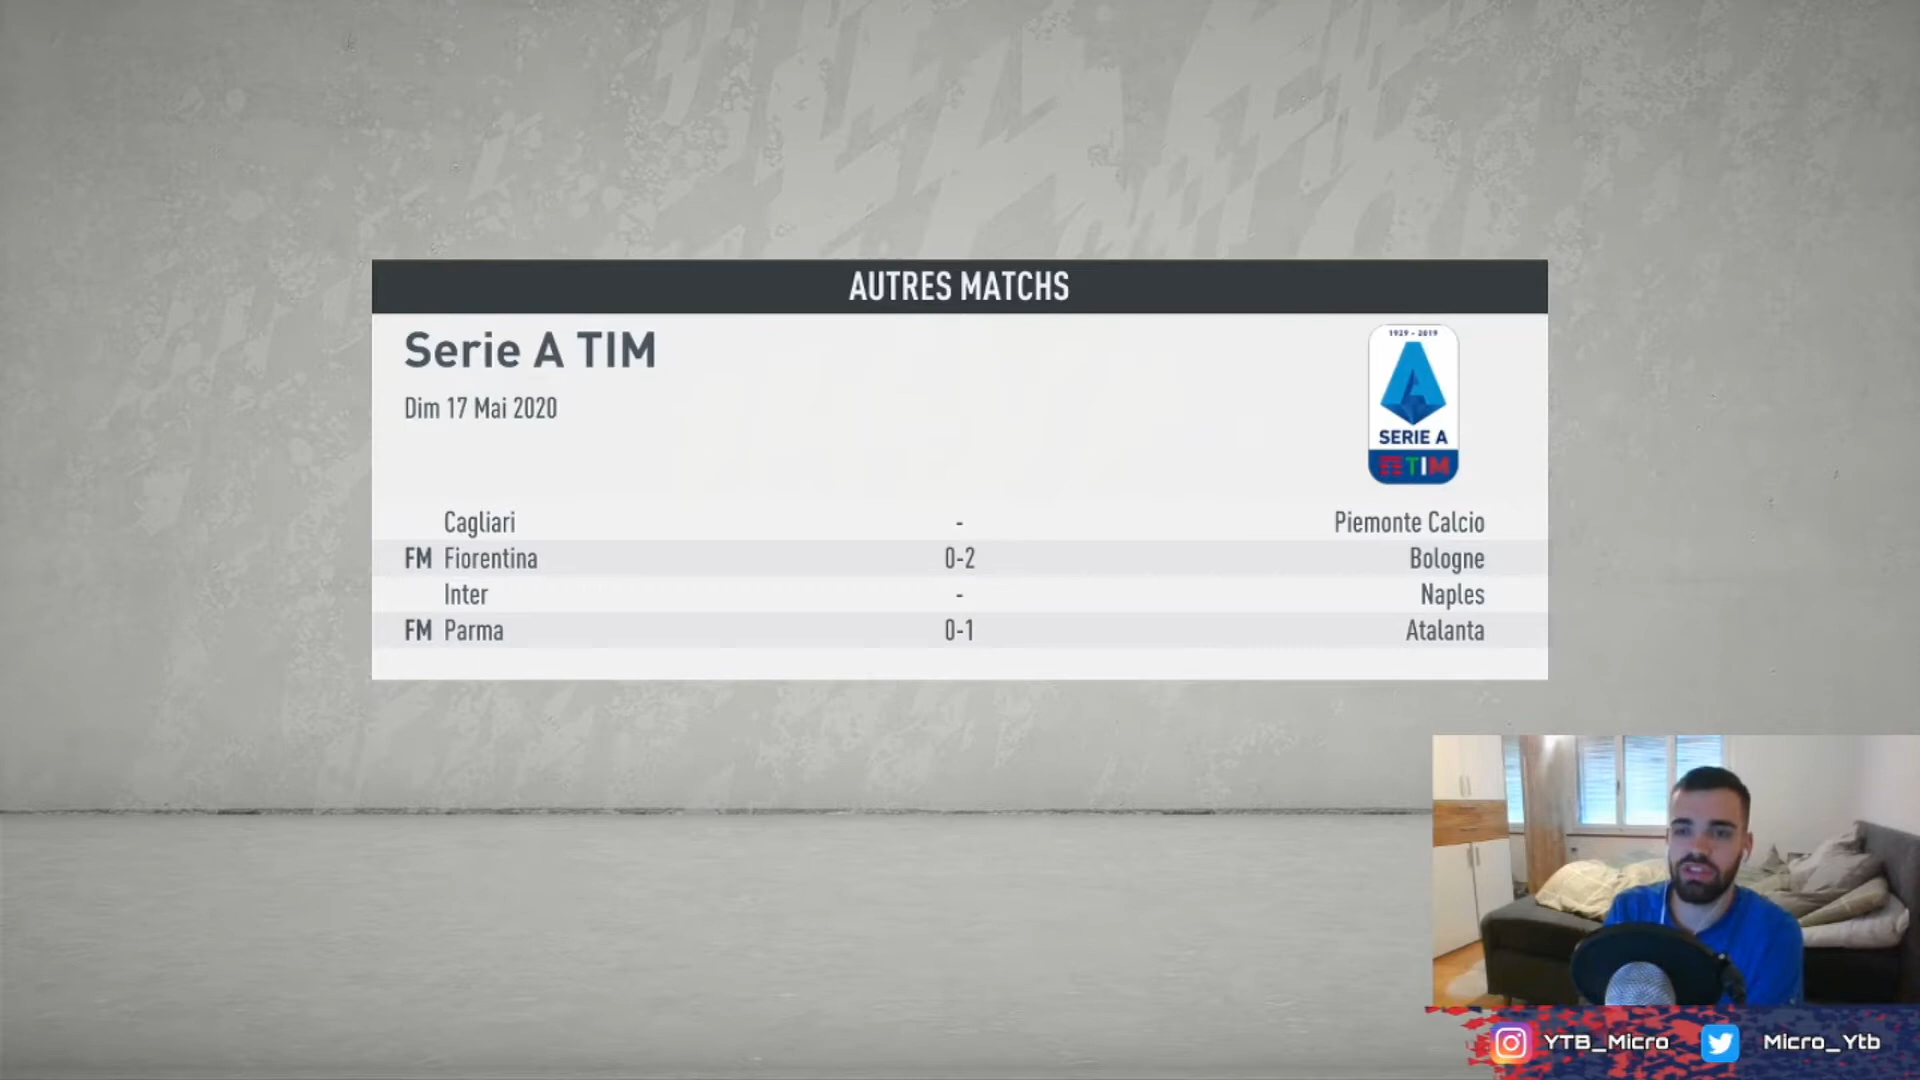 AUTRES MATCHS
Serie A TIM
Dim 17 Mai 2020
1929 - 2019
SERIE A
TIM
Cagliari - Piemonte Calcio
FM Fiorentina 0-2 Bologne
Inter - Naples
FM Parma 0-1 Atalanta
YTB_Micro Micro_Ytb